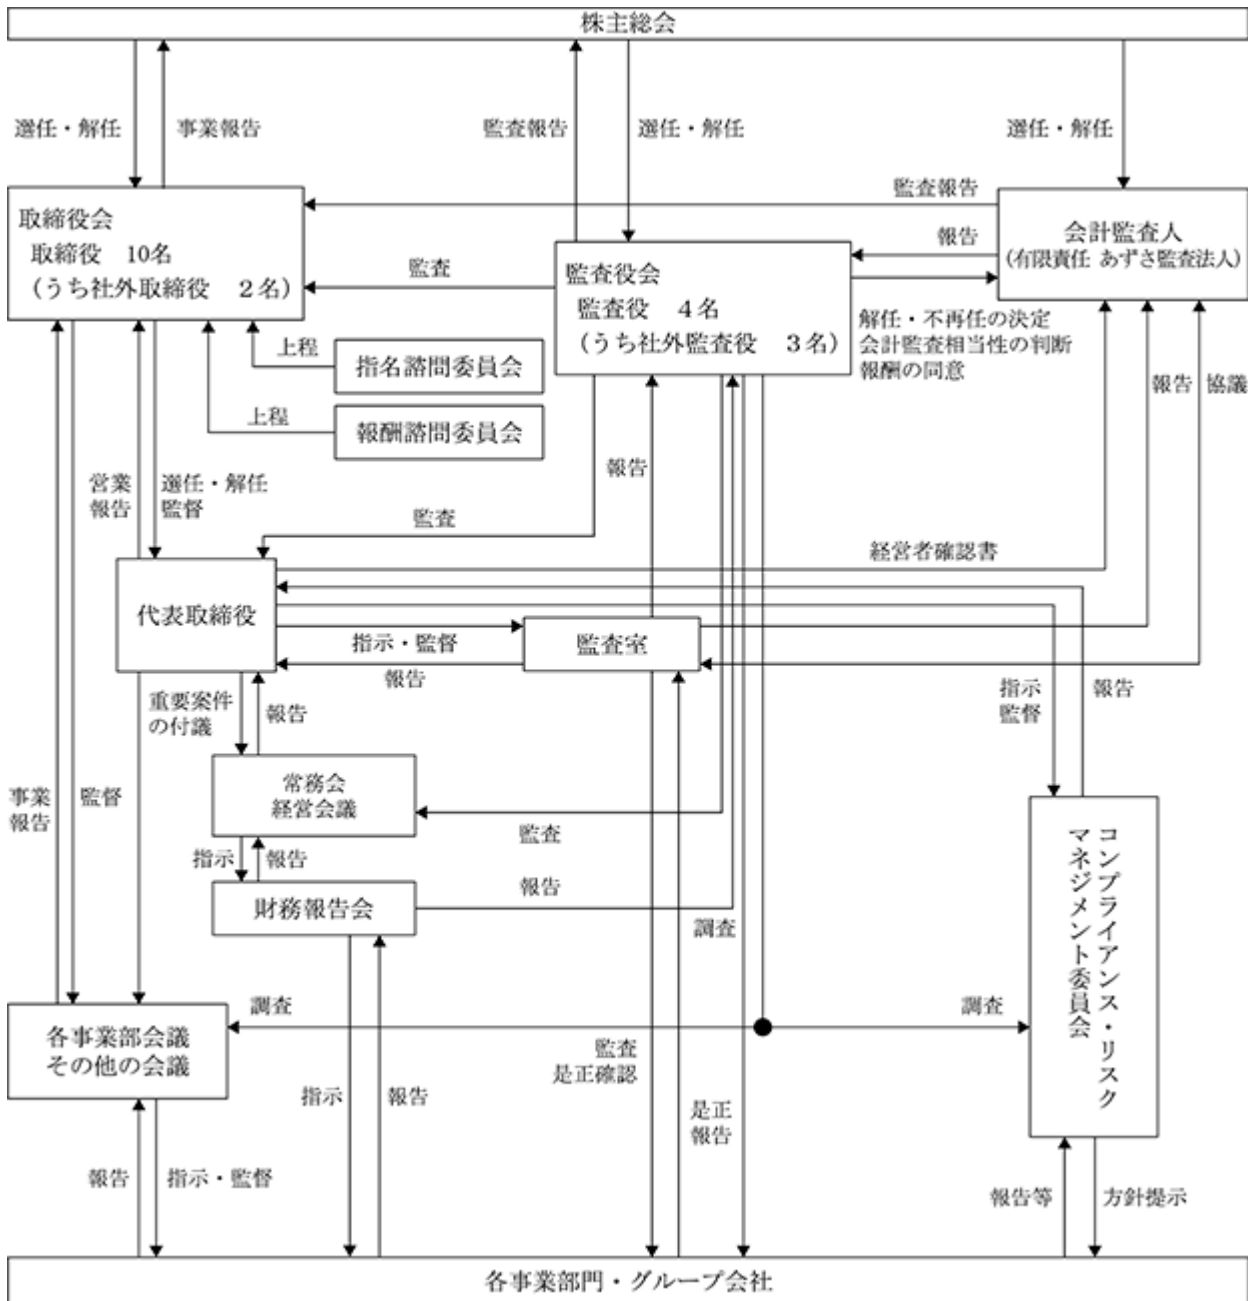 株主総会
選任・解任
事業報告
監査報告
選任・解任
選任・解任
取締役会
取締役　10名
（うち社外取締役　2名）
監査報告
会計監査人
(有限責任 あずさ監査法人)
報告
監査
監査役会
監査役　4名
（うち社外監査役　3名）
解任・不再任の決定
会計監査相当性の判断
報酬の同意
上程
指名諮問委員会
上程
報酬諮問委員会
報告
協議
営業
報告
選任・解任
監督
報告
監査
経営者確認書
代表取締役
指示・監督
報告
監査室
重要案件
の付議
報告
指示
監督
報告
常務会
経営会議
監査
事業
報告
監督
指示
報告
財務報告会
報告
調査
コンプライアンス・リスク
マネジメント委員会
各事業部会議
その他の会議
調査
調査
監査
是正確認
指示
報告
是正
報告
報告
指示・監督
報告等
方針提示
各事業部門・グループ会社